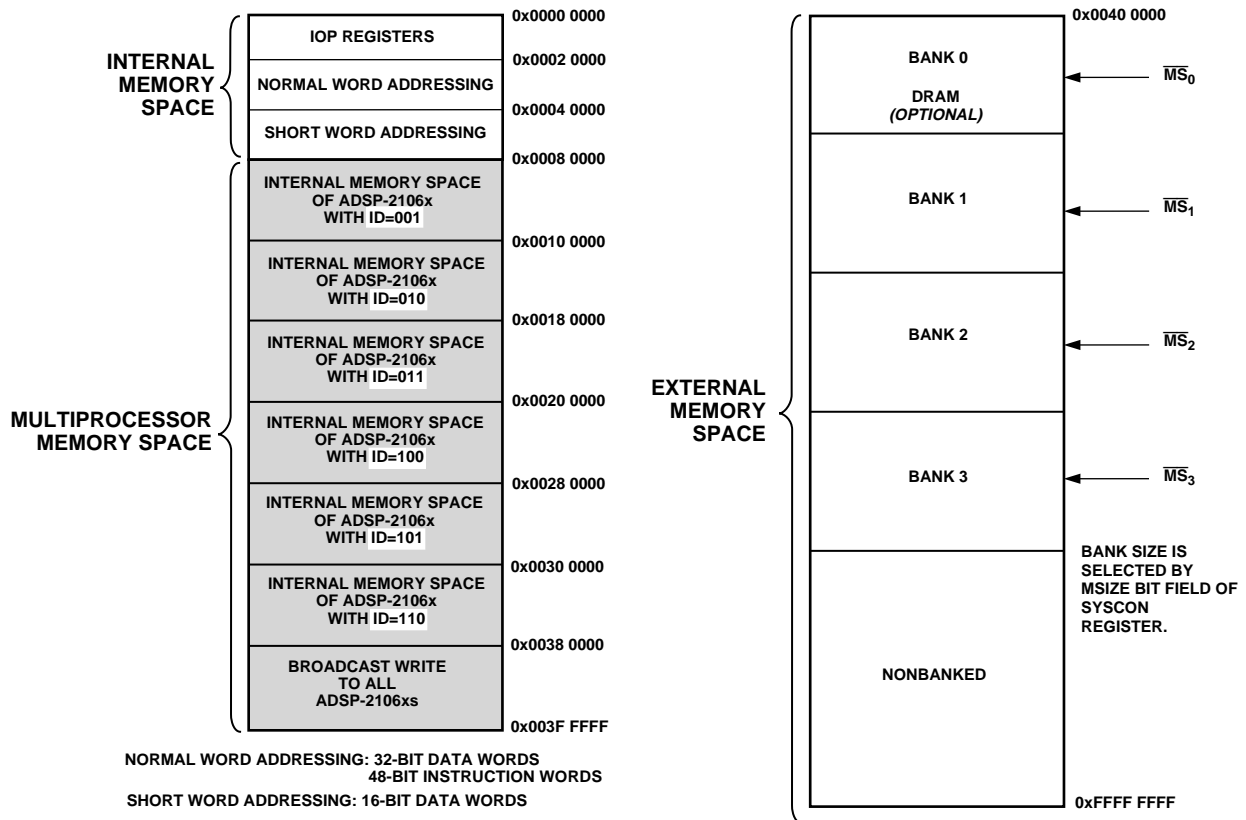 INTERNAL
MEMORY
SPACE
IOP REGISTERS
NORMAL WORD ADDRESSING
SHORT WORD ADDRESSING
0x0000 0000
0x0002 0000
0x0004 0000
0x0008 0000
MULTIPROCESSOR
MEMORY SPACE
INTERNAL MEMORY SPACE
OF ADSP-2106x
WITH ID=001
0x0010 0000
INTERNAL MEMORY SPACE
OF ADSP-2106x
WITH ID=010
0x0018 0000
INTERNAL MEMORY SPACE
OF ADSP-2106x
WITH ID=011
0x0020 0000
INTERNAL MEMORY SPACE
OF ADSP-2106x
WITH ID=100
0x0028 0000
INTERNAL MEMORY SPACE
OF ADSP-2106x
WITH ID=101
0x0030 0000
INTERNAL MEMORY SPACE
OF ADSP-2106x
WITH ID=110
0x0038 0000
BROADCAST WRITE
TO ALL
ADSP-2106xs
0x003F FFFF
NORMAL WORD ADDRESSING: 32-BIT DATA WORDS
48-BIT INSTRUCTION WORDS
SHORT WORD ADDRESSING: 16-BIT DATA WORDS
EXTERNAL
MEMORY
SPACE
0x0040 0000
BANK 0
DRAM
(OPTIONAL)
MS0
BANK 1
MS1
BANK 2
MS2
BANK 3
MS3
BANK SIZE IS
SELECTED BY
MSIZE BIT FIELD OF
SYSCON
REGISTER.
NONBANKED
0xFFFF FFFF